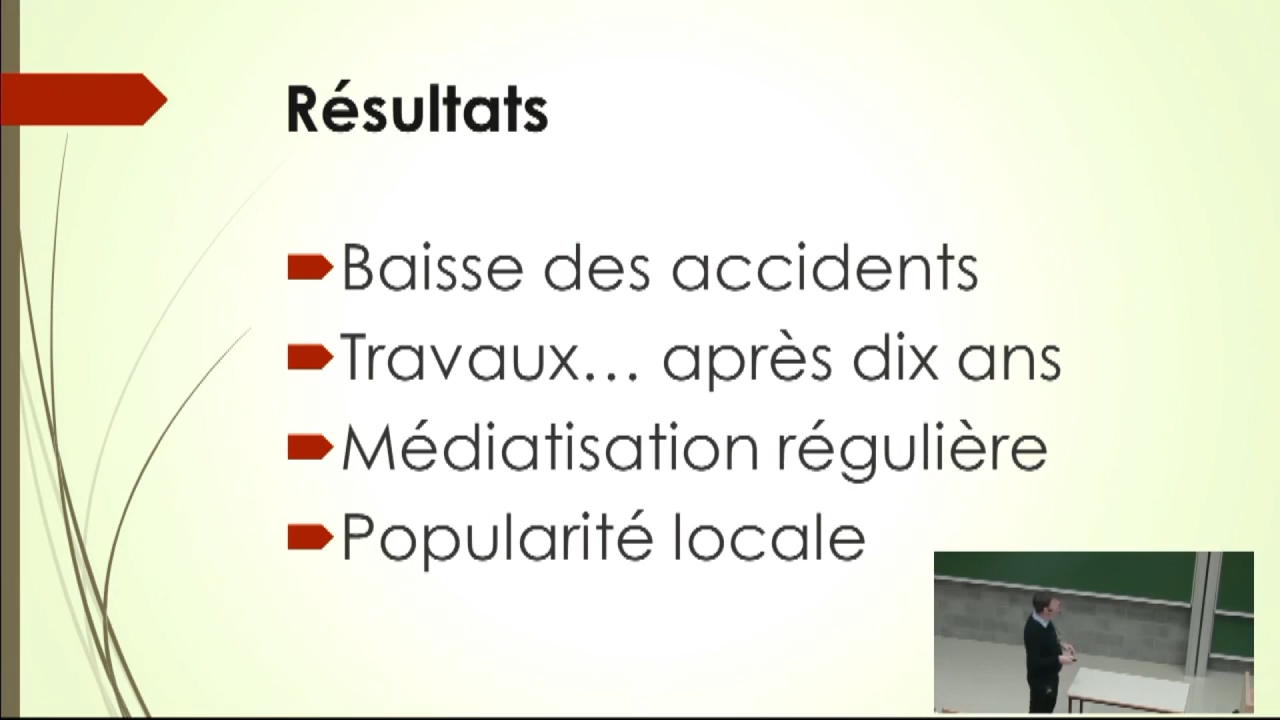 Résultats
Baisse des accidents
Travaux... après dix ans
Médiatisation régulière
Popularité locale